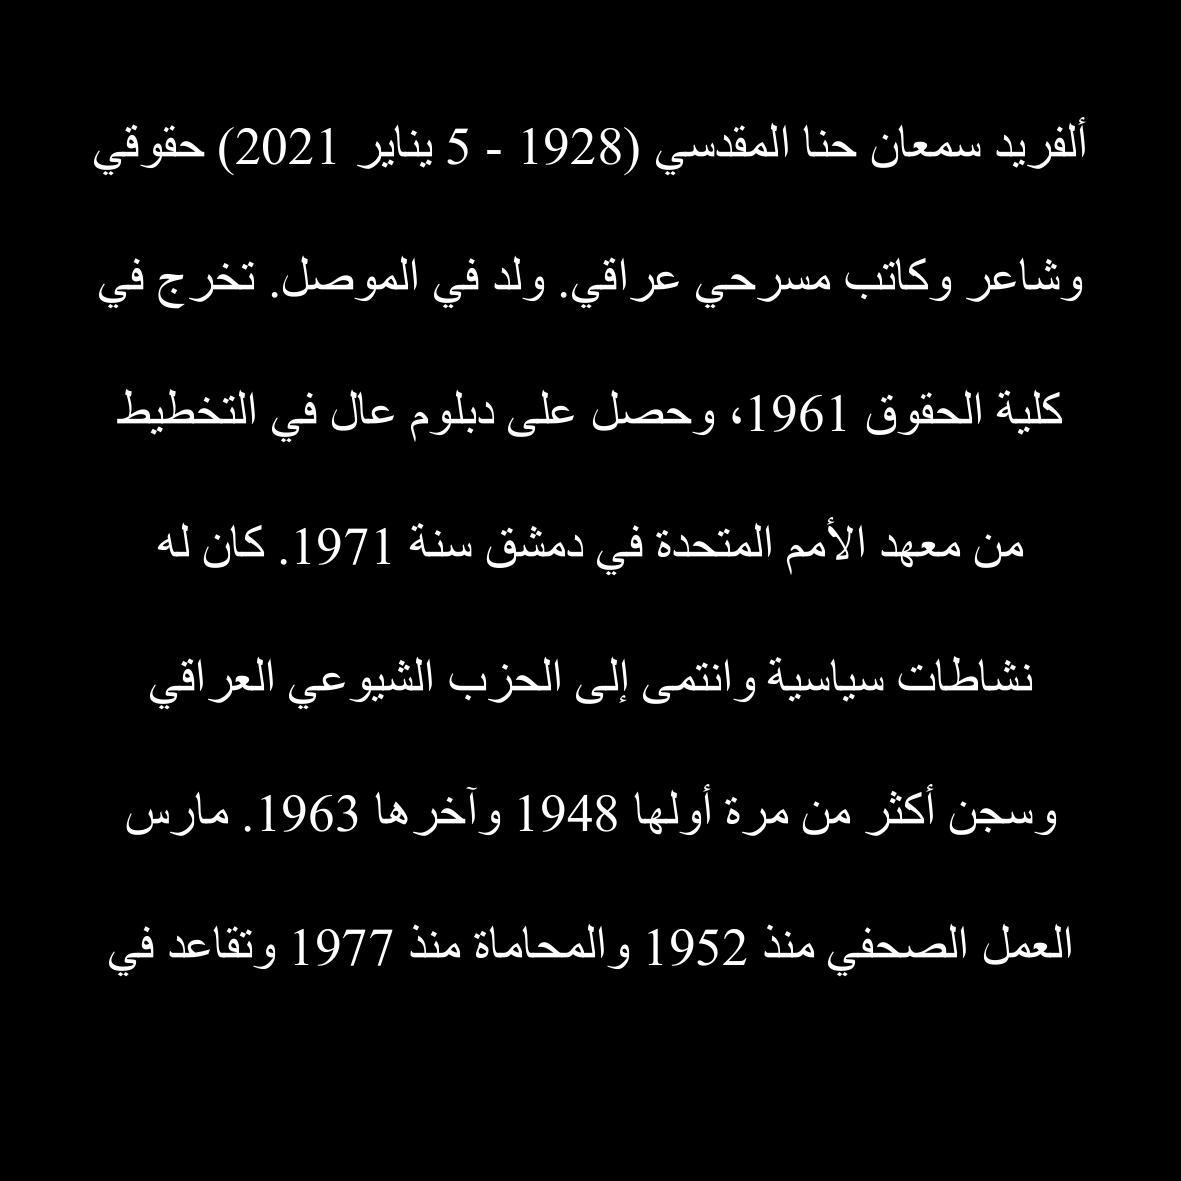 ألفريد سمعان حنا المقدسي (1928 - 5 يناير 2021) حقوقي
وشاعر وكاتب مسرحي عراقي. ولد في الموصل. تخرج في
كلية الحقوق 1961، وحصل على دبلوم عال في التخطيط
من معهد الأمم المتحدة في دمشق سنة 1971. كان له
نشاطات سياسية وانتمى إلى الحزب الشيوعي العراقي
وسجن أكثر من مرة أولها 1948 وآخرها 1963. مارس
العمل الصحفي منذ 1952 والمحاماة منذ 1977 وتقاعد في